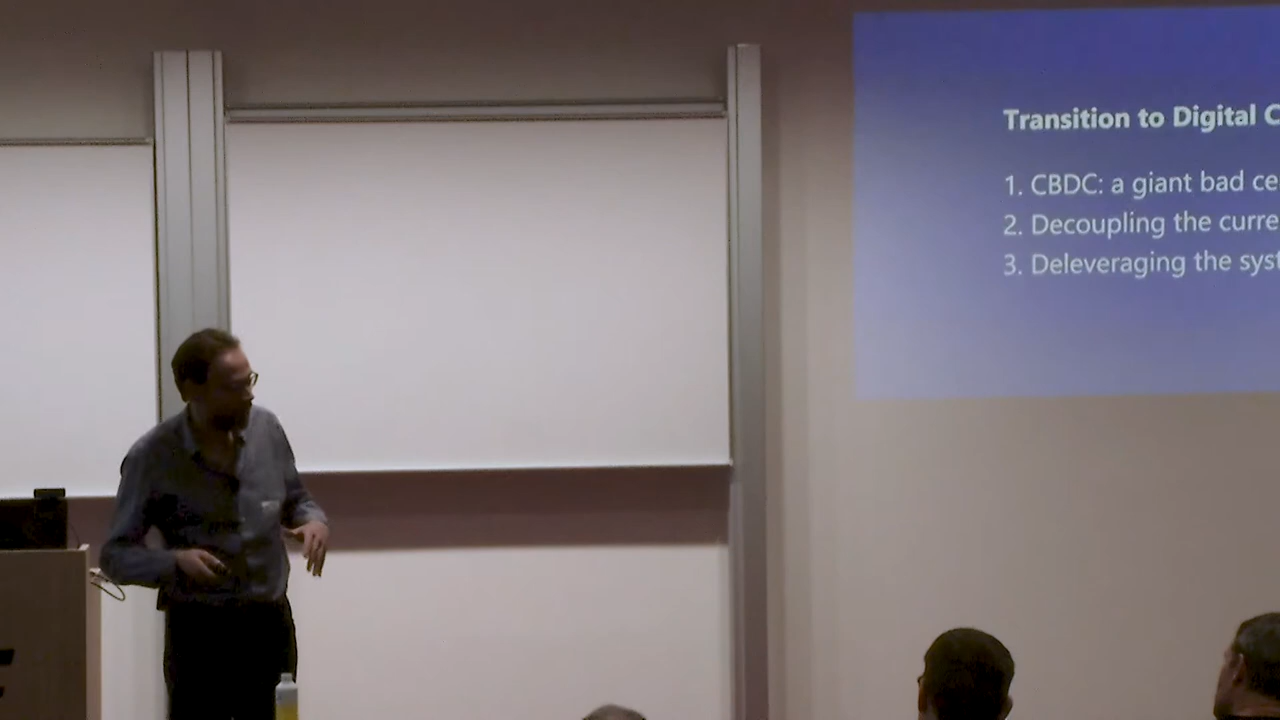 Transition to Digital C
1. CBDC: a giant bad ce
2. Decoupling the curre
3. Deleveraging the syst